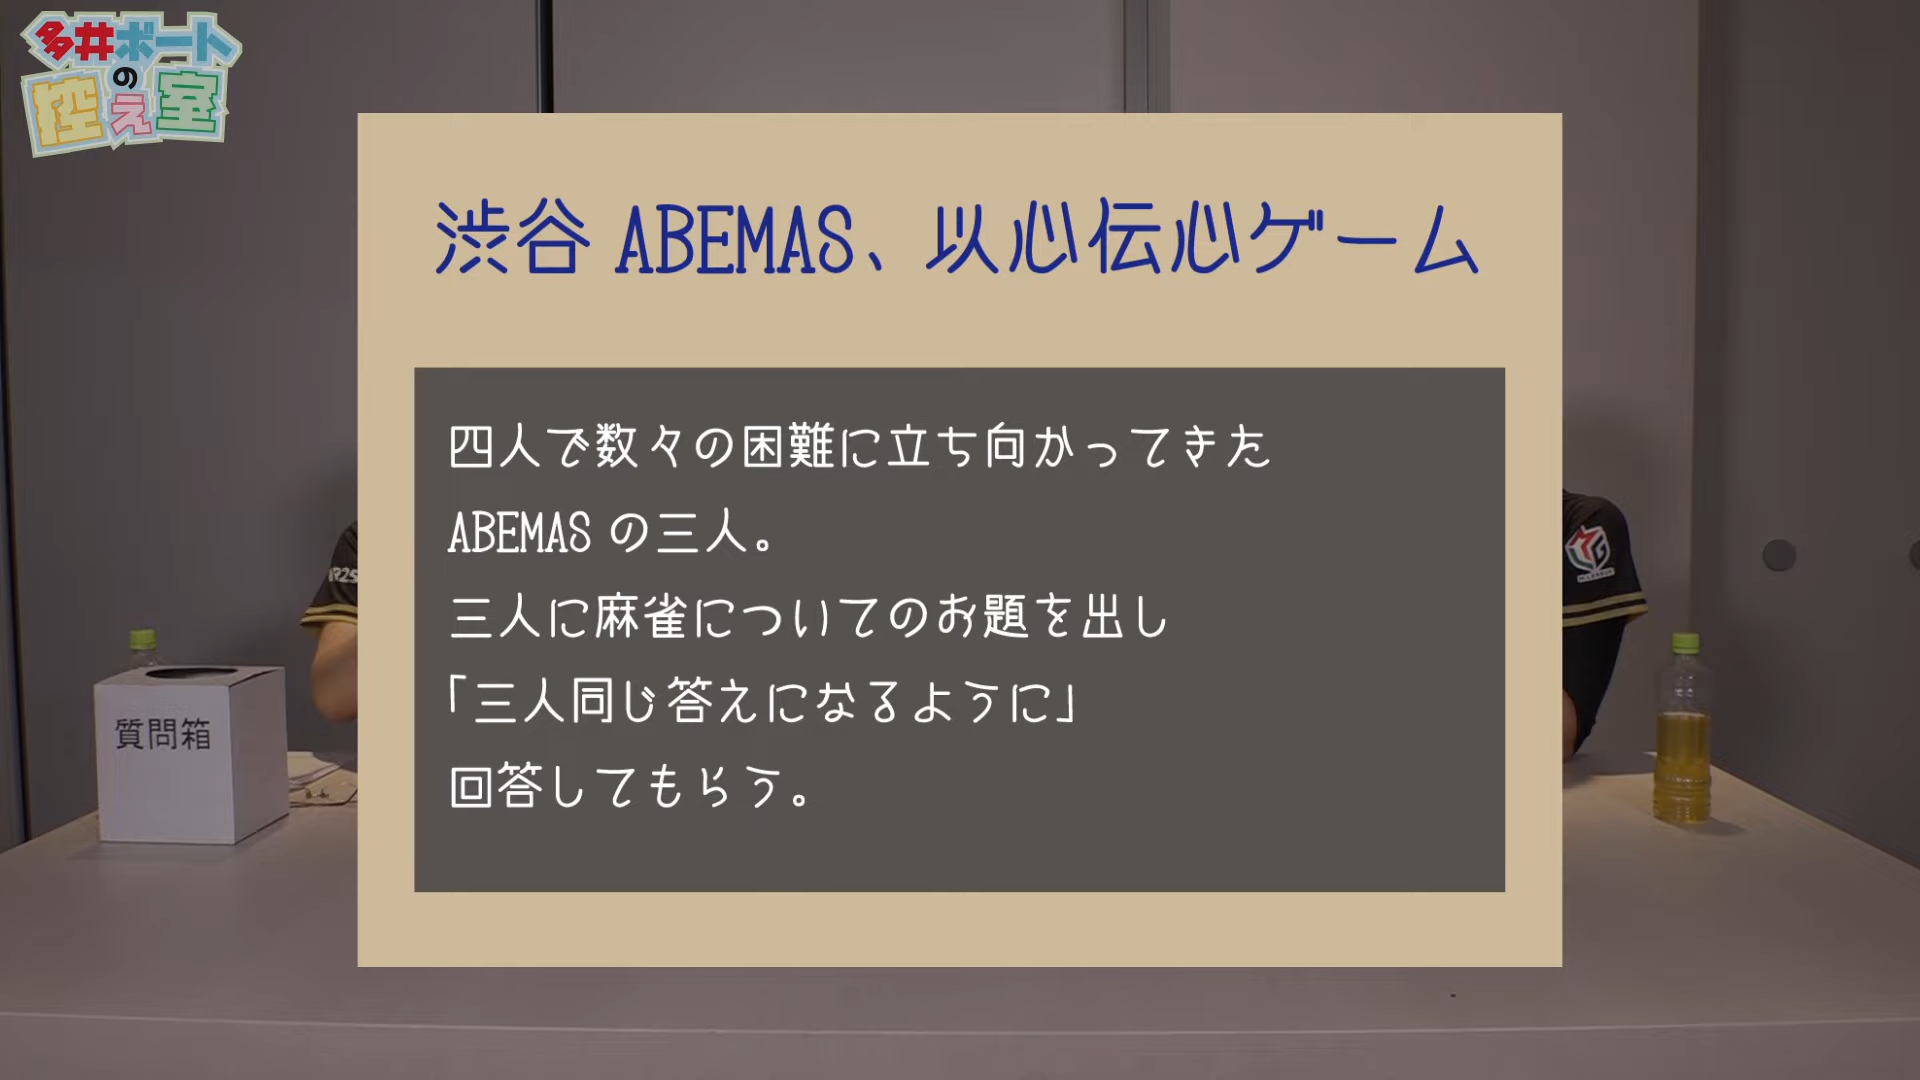 多井ボート
の
控え室
渋谷 ABEMAS、以心伝心ゲーム
四人で数々の困難に立ち向かってきた
ABEMAS の三人。
三人に麻雀についてのお題を出し
「三人同じ答えになるように」
回答してもらう。
R25
質問箱